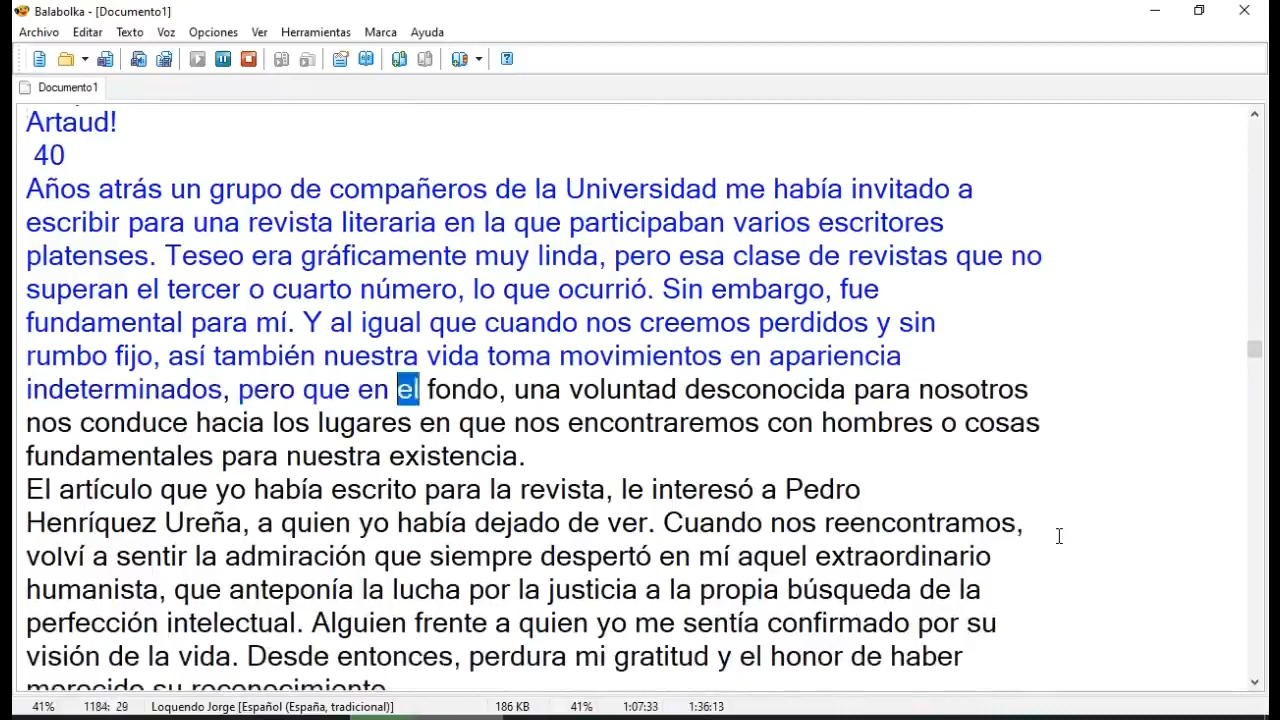 Balabolka - [Documento1]
Archivo Editar Texto Voz Opciones Ver Herramientas Marca Ayuda
Documento1
Artaud!
40
Años atrás un grupo de compañeros de la Universidad me había invitado a
escribir para una revista literaria en la que participaban varios escritores
platenses. Teseo era gráficamente muy linda, pero esa clase de revistas que no
superan el tercer o cuarto número, lo que ocurrió. Sin embargo, fue
fundamental para mí. Y al igual que cuando nos creemos perdidos y sin
rumbo fijo, así también nuestra vida toma movimientos en apariencia
indeterminados, pero que en el fondo, una voluntad desconocida para nosotros
nos conduce hacia los lugares en que nos encontraremos con hombres o cosas
fundamentales para nuestra existencia.
El artículo que yo había escrito para la revista, le interesó a Pedro
Henríquez Ureña, a quien yo había dejado de ver. Cuando nos reencontramos,
volví a sentir la admiración que siempre despertó en mí aquel extraordinario
humanista, que anteponía la lucha por la justicia a la propia búsqueda de la
perfección intelectual. Alguien frente a quien yo me sentía confirmado por su
visión de la vida. Desde entonces, perdura mi gratitud y el honor de haber
merecido su reconocimiento
41% 1184: 29 Loquendo Jorge [Español (España, tradicional)] 186 KB 41% 1:07:33 1:36:13